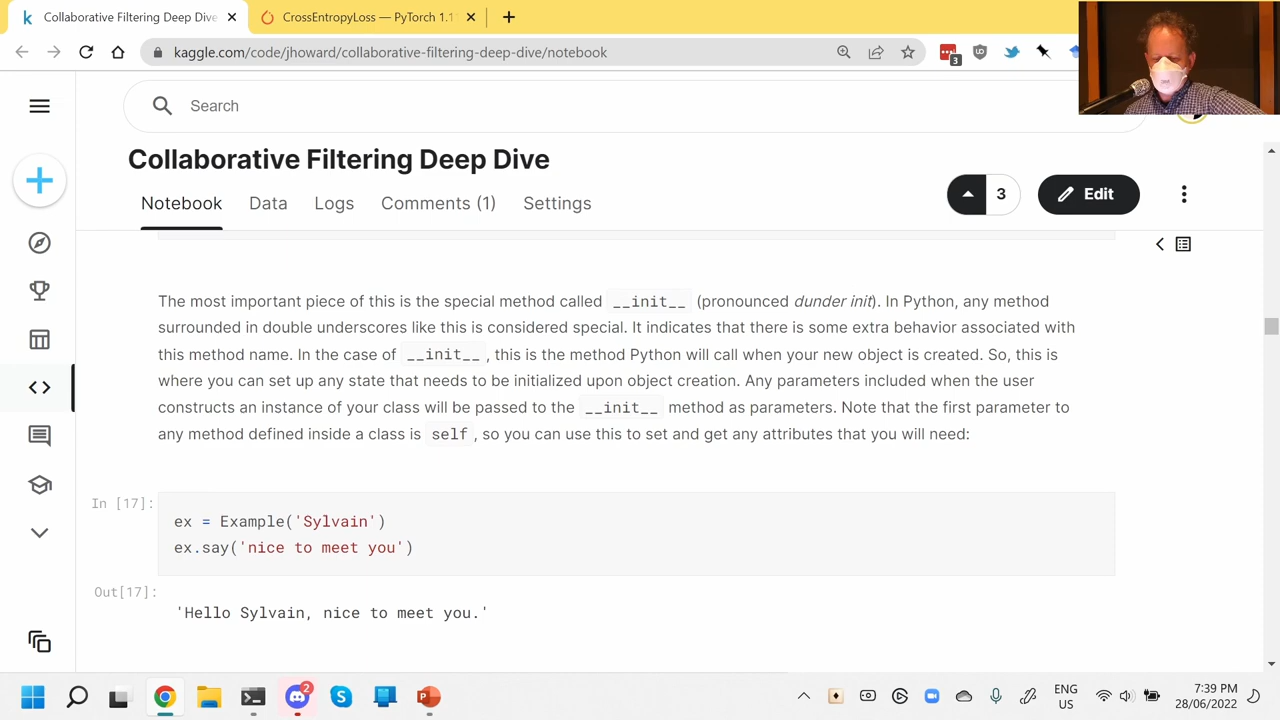 Collaborative Filtering Deep Dive
CrossEntropyLoss — PyTorch 1.1
kaggle.com/code/jhoward/collaborative-filtering-deep-dive/notebook
3
Search
Collaborative Filtering Deep Dive
3
Edit
Notebook
Data
Logs
Comments (1)
Settings
The most important piece of this is the special method called __init__ (pronounced dunder init). In Python, any method
surrounded in double underscores like this is considered special. It indicates that there is some extra behavior associated with
this method name. In the case of __init__, this is the method Python will call when your new object is created. So, this is
where you can set up any state that needs to be initialized upon object creation. Any parameters included when the user
constructs an instance of your class will be passed to the __init__ method as parameters. Note that the first parameter to
any method defined inside a class is self, so you can use this to set and get any attributes that you will need:
In [17]:
ex = Example('Sylvain')
ex.say('nice to meet you')
Out[17]:
'Hello Sylvain, nice to meet you.'
2
ENG
US
7:39 PM
28/06/2022